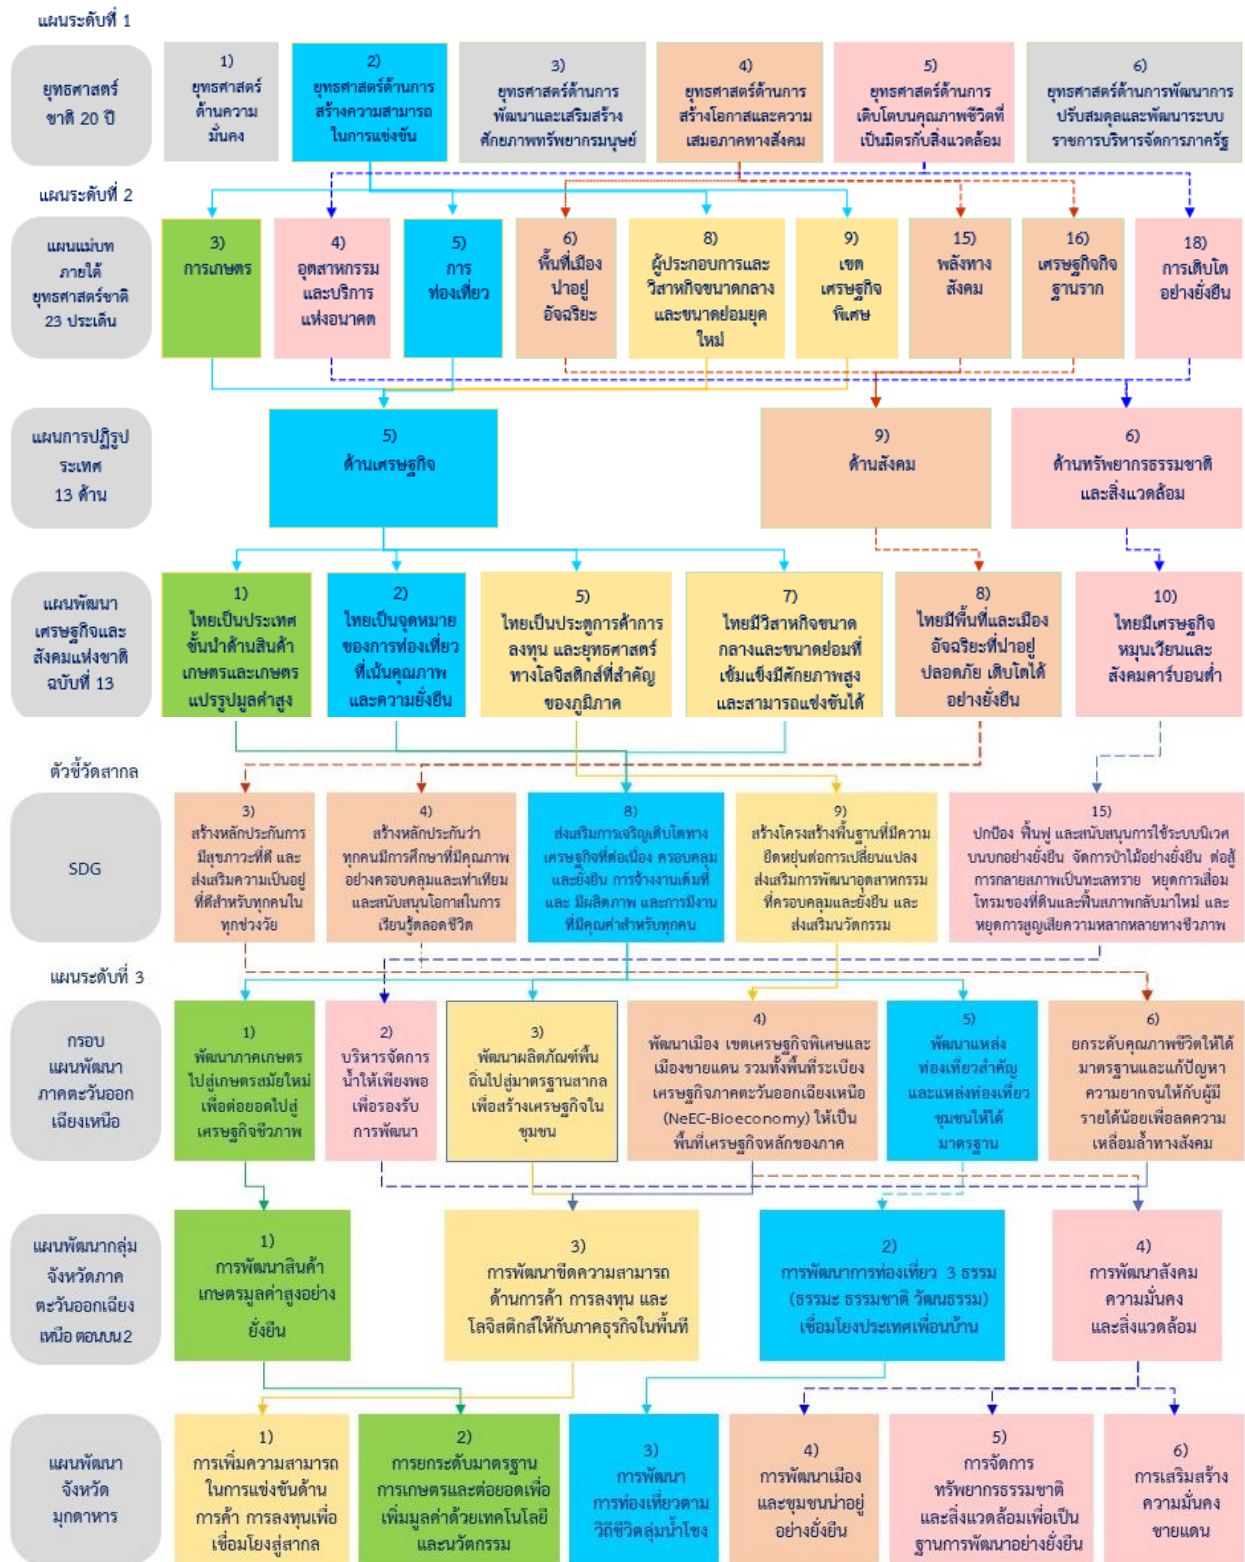 แผนระดับที่ 1
ยุทธศาสตร์
ชาติ 20 ปี
1)
ยุทธศาสตร์
ด้านความ
มั่นคง
2)
ยุทธศาสตร์ด้านการ
สร้างความสามารถ
ในการแข่งขัน
3)
ยุทธศาสตร์ด้านการ
พัฒนาและเสริมสร้าง
ศักยภาพทรัพยากรมนุษย์
4)
ยุทธศาสตร์ด้านการ
สร้างโอกาสและความ
เสมอภาคทางสังคม
5)
ยุทธศาสตร์ด้านการ
เติบโตบนคุณภาพชีวิตที่
เป็นมิตรกับสิ่งแวดล้อม
6)
ยุทธศาสตร์ด้านการพัฒนาการ
ปรับสมดุลและพัฒนาระบบ
ราชการบริหารจัดการภาครัฐ
แผนระดับที่ 2
แผนแม่บท
ภายใต้
ยุทธศาสตร์ชาติ
23 ประเด็น
3)
การเกษตร
4)
อุตสาหกรรม
และบริการ
แห่งอนาคต
5)
การ
ท่องเที่ยว
6)
พื้นที่เมือง
น่าอยู่
อัจฉริยะ
8)
ผู้ประกอบการและ
วิสาหกิจขนาดกลาง
และขนาดย่อมยุค
ใหม่
9)
เขต
เศรษฐกิจ
พิเศษ
15)
พลังทาง
สังคม
16)
เศรษฐกิจกิจ
ฐานราก
18)
การเติบโต
อย่างยั่งยืน
แผนการปฏิรูป
ระเทศ
13 ด้าน
5)
ด้านเศรษฐกิจ
9)
ด้านสังคม
6)
ด้านทรัพยากรธรรมชาติ
และสิ่งแวดล้อม
แผนพัฒนา
เศรษฐกิจและ
สังคมแห่งชาติ
ฉบับที่ 13
1)
ไทยเป็นประเทศ
ชั้นนำด้านสินค้า
เกษตรและเกษตร
แปรรูปมูลค่าสูง
2)
ไทยเป็นจุดหมาย
ของการท่องเที่ยว
ที่เน้นคุณภาพ
และความยั่งยืน
5)
ไทยเป็นประตูการค้าการ
ลงทุน และยุทธศาสตร์
ทางโลจิสติกส์ที่สำคัญ
ของภูมิภาค
7)
ไทยมีวิสาหกิจขนาด
กลางและขนาดย่อมที่
เข้มแข็งมีศักยภาพสูง
และสามารถแข่งขันได้
8)
ไทยมีพื้นที่และเมือง
อัจฉริยะที่น่าอยู่
ปลอดภัย เติบโตได้
อย่างยั่งยืน
10)
ไทยมีเศรษฐกิจ
หมุนเวียนและ
สังคมคาร์บอนต่ำ
ตัวชี้วัดสากล
SDG
3)
สร้างหลักประกันการ
มีสุขภาวะที่ดี และ
ส่งเสริมความเป็นอยู่
ที่ดีสำหรับทุกคนใน
ทุกช่วงวัย
4)
สร้างหลักประกันว่า
ทุกคนมีการศึกษาที่มีคุณภาพ
อย่างครอบคลุมและเท่าเทียม
และสนับสนุนโอกาสในการ
เรียนรู้ตลอดชีวิต
8)
ส่งเสริมการเจริญเติบโตทาง
เศรษฐกิจที่ต่อเนื่อง ครอบคลุม
และยั่งยืน การจ้างงานเต็มที่
และ มีผลิตภาพ และการมีงาน
ที่มีคุณค่าสำหรับทุกคน
9)
สร้างโครงสร้างพื้นฐานที่มีความ
ยืดหยุ่นต่อการเปลี่ยนแปลง
ส่งเสริมการพัฒนาอุตสาหกรรม
ที่ครอบคลุมและยั่งยืน และ
ส่งเสริมนวัตกรรม
15)
ปกป้อง ฟื้นฟู และสนับสนุนการใช้ระบบนิเวศ
บนบกอย่างยั่งยืน จัดการป่าไม้อย่างยั่งยืน ต่อสู้
การกลายสภาพเป็นทะเลทราย หยุดการเสื่อม
โทรมของที่ดินและฟื้นสภาพกลับมาใหม่ และ
หยุดการสูญเสียความหลากหลายทางชีวภาพ
แผนระดับที่ 3
กรอบ
แผนพัฒนา
ภาคตะวันออก
เฉียงเหนือ
1)
พัฒนาภาคเกษตร
ไปสู่เกษตรสมัยใหม่
เพื่อต่อยอดไปสู่
เศรษฐกิจชีวภาพ
2)
บริหารจัดการ
น้ำให้เพียงพอ
เพื่อรองรับ
การพัฒนา
3)
พัฒนาผลิตภัณฑ์พื้น
ถิ่นไปสู่มาตรฐานสากล
เพื่อสร้างเศรษฐกิจใน
ชุมชน
4)
พัฒนาเมือง เขตเศรษฐกิจพิเศษและ
เมืองชายแดน รวมทั้งพื้นที่ระเบียง
เศรษฐกิจภาคตะวันออกเฉียงเหนือ
(NeEC-Bioeconomy) ให้เป็น
พื้นที่เศรษฐกิจหลักของภาค
5)
พัฒนาแหล่ง
ท่องเที่ยวสำคัญ
และแหล่งท่องเที่ยว
ชุมชนให้ได้
มาตรฐาน
6)
ยกระดับคุณภาพชีวิตให้ได้
มาตรฐานและแก้ปัญหา
ความยากจนให้กับผู้มี
รายได้น้อยเพื่อลดความ
เหลื่อมล้ำทางสังคม
แผนพัฒนากลุ่ม
จังหวัดภาค
ตะวันออกเฉียง
เหนือ ตอนบน 2
1)
การพัฒนาสินค้า
เกษตรมูลค่าสูงอย่าง
ยั่งยืน
3)
การพัฒนาขีดความสามารถ
ด้านการค้า การลงทุน และ
โลจิสติกส์ให้กับภาคธุรกิจในพื้นที่
2)
การพัฒนาการท่องเที่ยว 3 ธรรม
(ธรรมะ ธรรมชาติ วัฒนธรรม)
เชื่อมโยงประเทศเพื่อนบ้าน
4)
การพัฒนาสังคม
ความมั่นคง
และสิ่งแวดล้อม
แผนพัฒนา
จังหวัด
มุกดาหาร
1)
การเพิ่มความสามารถ
ในการแข่งขันด้าน
การค้า การลงทุนเพื่อ
เชื่อมโยงสู่สากล
2)
การยกระดับมาตรฐาน
การเกษตรและต่อยอดเพื่อ
เพิ่มมูลค่าด้วยเทคโนโลยี
และนวัตกรรม
3)
การพัฒนา
การท่องเที่ยวตาม
วิถีชีวิตลุ่มน้ำโขง
4)
การพัฒนาเมือง
และชุมชนน่าอยู่
อย่างยั่งยืน
5)
การจัดการ
ทรัพยากรธรรมชาติ
และสิ่งแวดล้อมเพื่อเป็น
ฐานการพัฒนาอย่างยั่งยืน
6)
การเสริมสร้าง
ความมั่นคง
ชายแดน